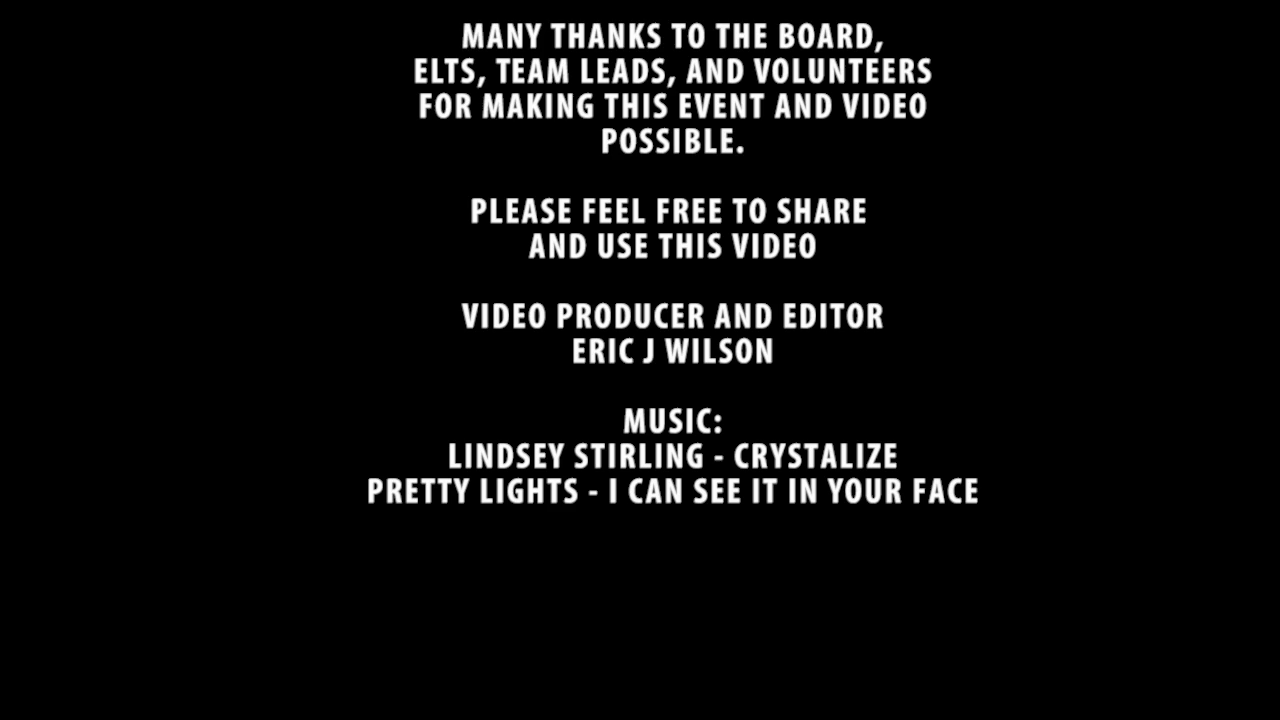 MANY THANKS TO THE BOARD,
ELTS, TEAM LEADS, AND VOLUNTEERS
FOR MAKING THIS EVENT AND VIDEO
POSSIBLE.
PLEASE FEEL FREE TO SHARE
AND USE THIS VIDEO
VIDEO PRODUCER AND EDITOR
ERIC J WILSON
MUSIC:
LINDSEY STIRLING - CRYSTALIZE
PRETTY LIGHTS - I CAN SEE IT IN YOUR FACE